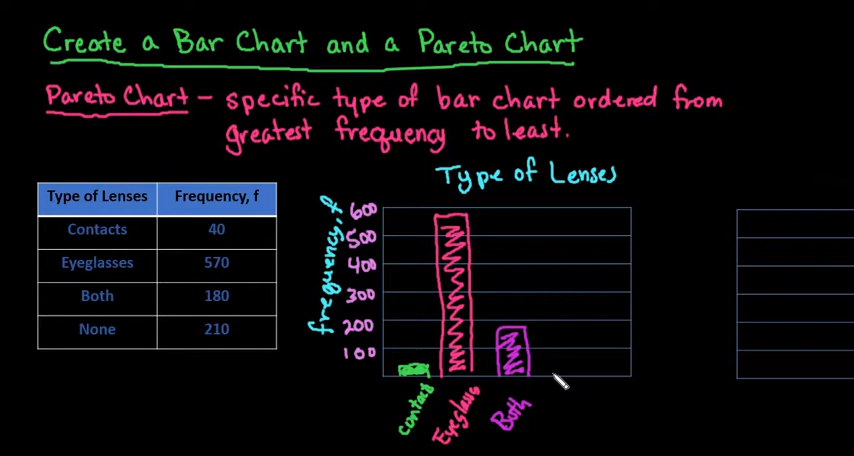 Create a Bar Chart and a Pareto Chart
Pareto Chart - specific type of bar chart ordered from
greatest frequency to least.
Type of Lenses Frequency, f
Contacts 40
Eyeglasses 570
Both 180
None 210
Type of Lenses
frequency, f
600
500
400
300
200
100
contact
Eyeglass
Both